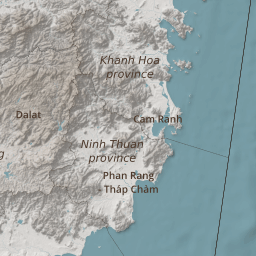 Khanh Hoa
province
Dalat
Cam Ranh
Ninh Thuan
province
Phan Rang
- Tháp Chàm